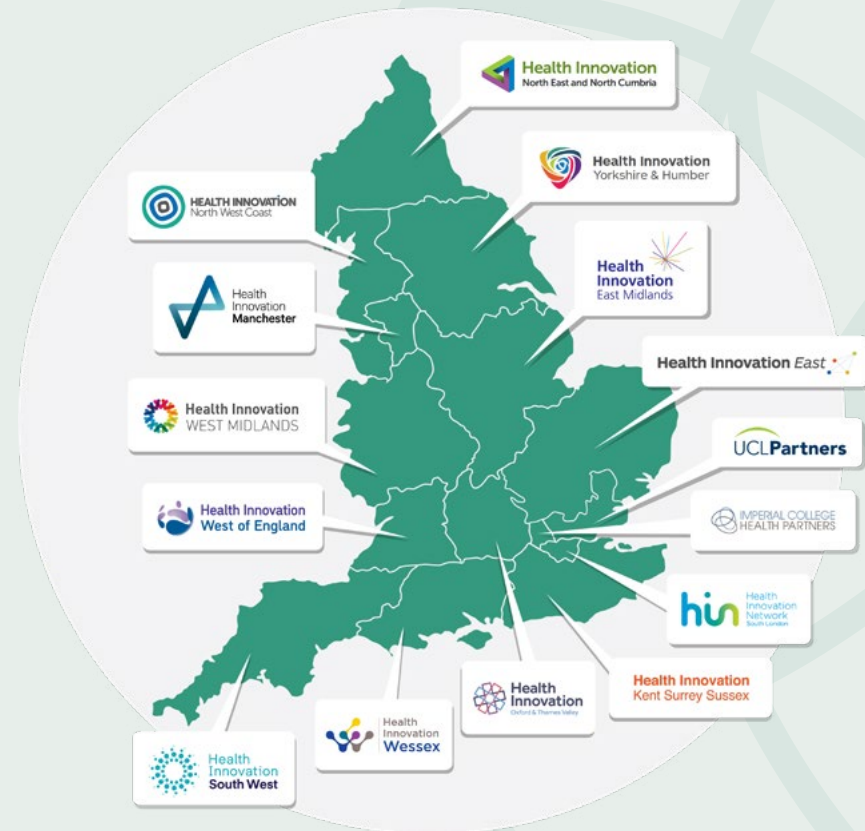 Health Innovation
North East and North Cumbria
Health Innovation
Yorkshire & Humber
HEALTH INNOVATION
North West Coast
Health
Innovation
East Midlands
Health
Innovation
Manchester
Health Innovation East
Health Innovation
WEST MIDLANDS
UCLPartners
Health Innovation
West of England
IMPERIAL COLLEGE
HEALTH PARTNERS
hin
Health
Innovation
Network
South London
Health
Innovation
Oxford & Thames Valley
Health Innovation
Kent Surrey Sussex
Health
Innovation
Wessex
Health
Innovation
South West